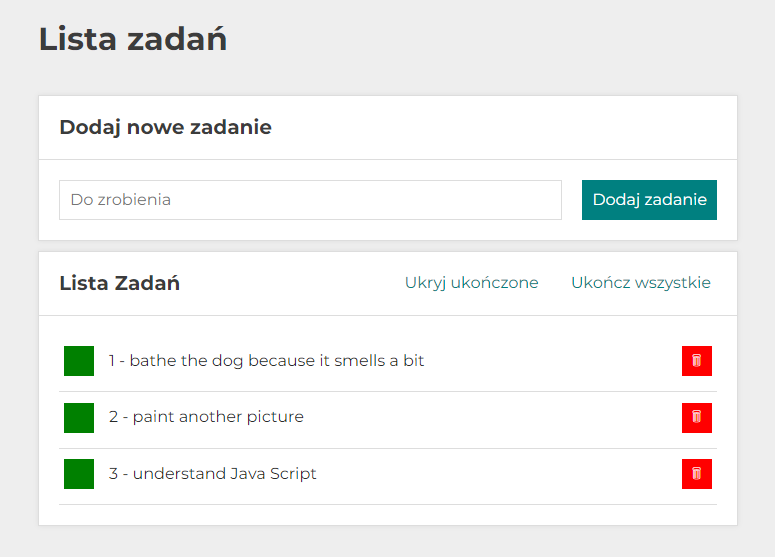 Lista zadań
Dodaj nowe zadanie
Do zrobienia
Dodaj zadanie
Lista Zadań
Ukryj ukończone
Ukończ wszystkie
1 - bathe the dog because it smells a bit
2 - paint another picture
3 - understand Java Script